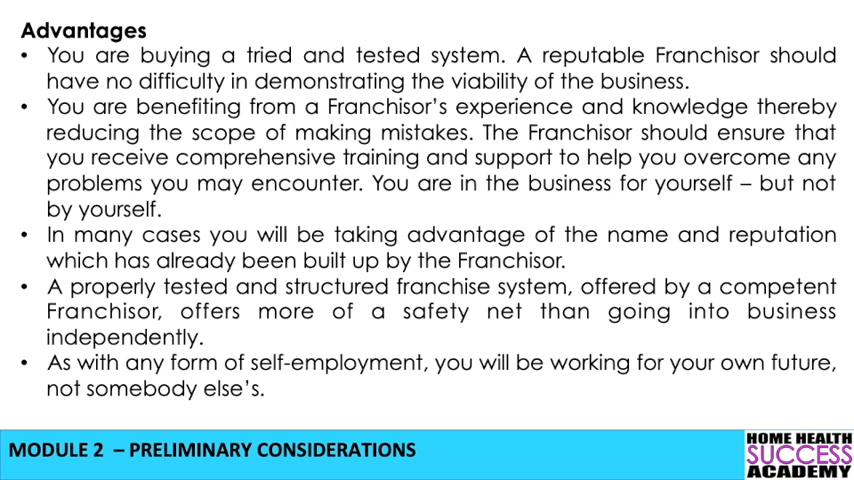 Advantages
• You are buying a tried and tested system. A reputable Franchisor should
have no difficulty in demonstrating the viability of the business.
• You are benefiting from a Franchisor's experience and knowledge thereby
reducing the scope of making mistakes. The Franchisor should ensure that
you receive comprehensive training and support to help you overcome any
problems you may encounter. You are in the business for yourself – but not
by yourself.
• In many cases you will be taking advantage of the name and reputation
which has already been built up by the Franchisor.
• A properly tested and structured franchise system, offered by a competent
Franchisor, offers more of a safety net than going into business
independently.
• As with any form of self-employment, you will be working for your own future,
not somebody else's.
MODULE 2 – PRELIMINARY CONSIDERATIONS
HOME HEALTH
SUCCESS
ACADEMY